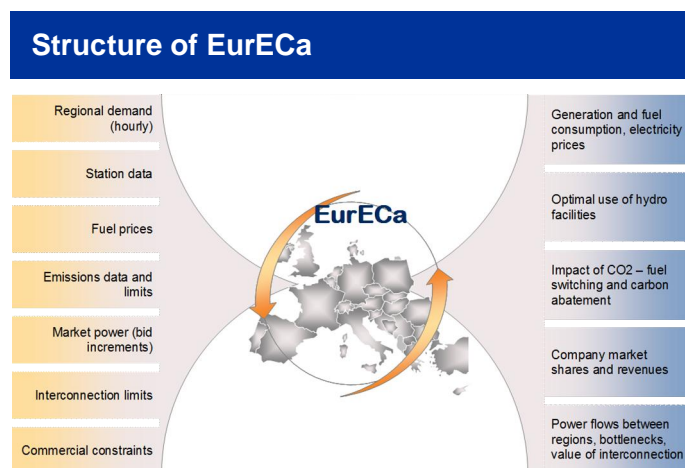 Structure of EurECa
Regional demand
(hourly)
Station data
Fuel prices
Emissions data and
limits
Market power (bid
increments)
Interconnection limits
Commercial constraints
EurECa
Generation and fuel
consumption, electricity
prices
Optimal use of hydro
facilities
Impact of CO2 – fuel
switching and carbon
abatement
Company market
shares and revenues
Power flows between
regions, bottlenecks,
value of interconnection